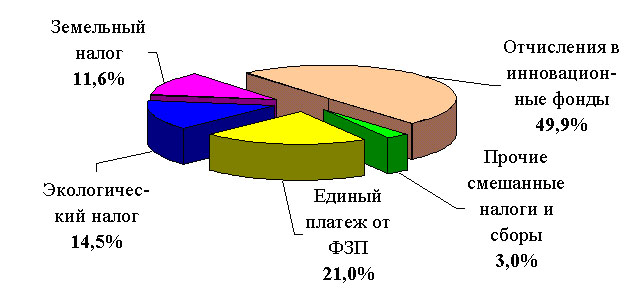 Земельный
налог
11,6%
Отчисления в
инновацион-
ные фонды
49,9%
Прочие
смешанные
налоги и
сборы
3,0%
Единый
платеж от
ФЗП
21,0%
Экологичес-
кий налог
14,5%